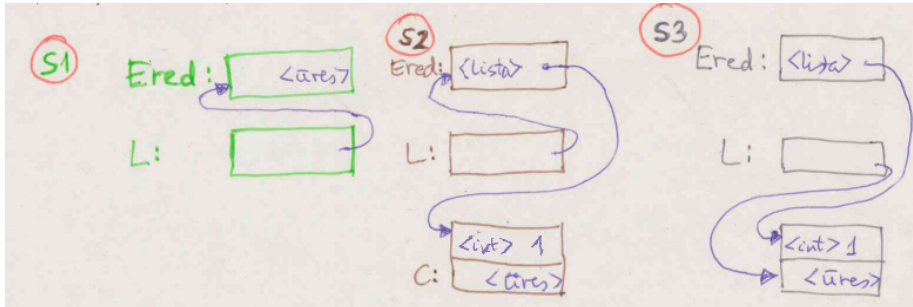 S1
Ered: <üres>
L:
S2
Ered: <lista>
L:
<int> 1
C: <üres>
S3
Ered: <lista>
L:
<int> 1
<üres>